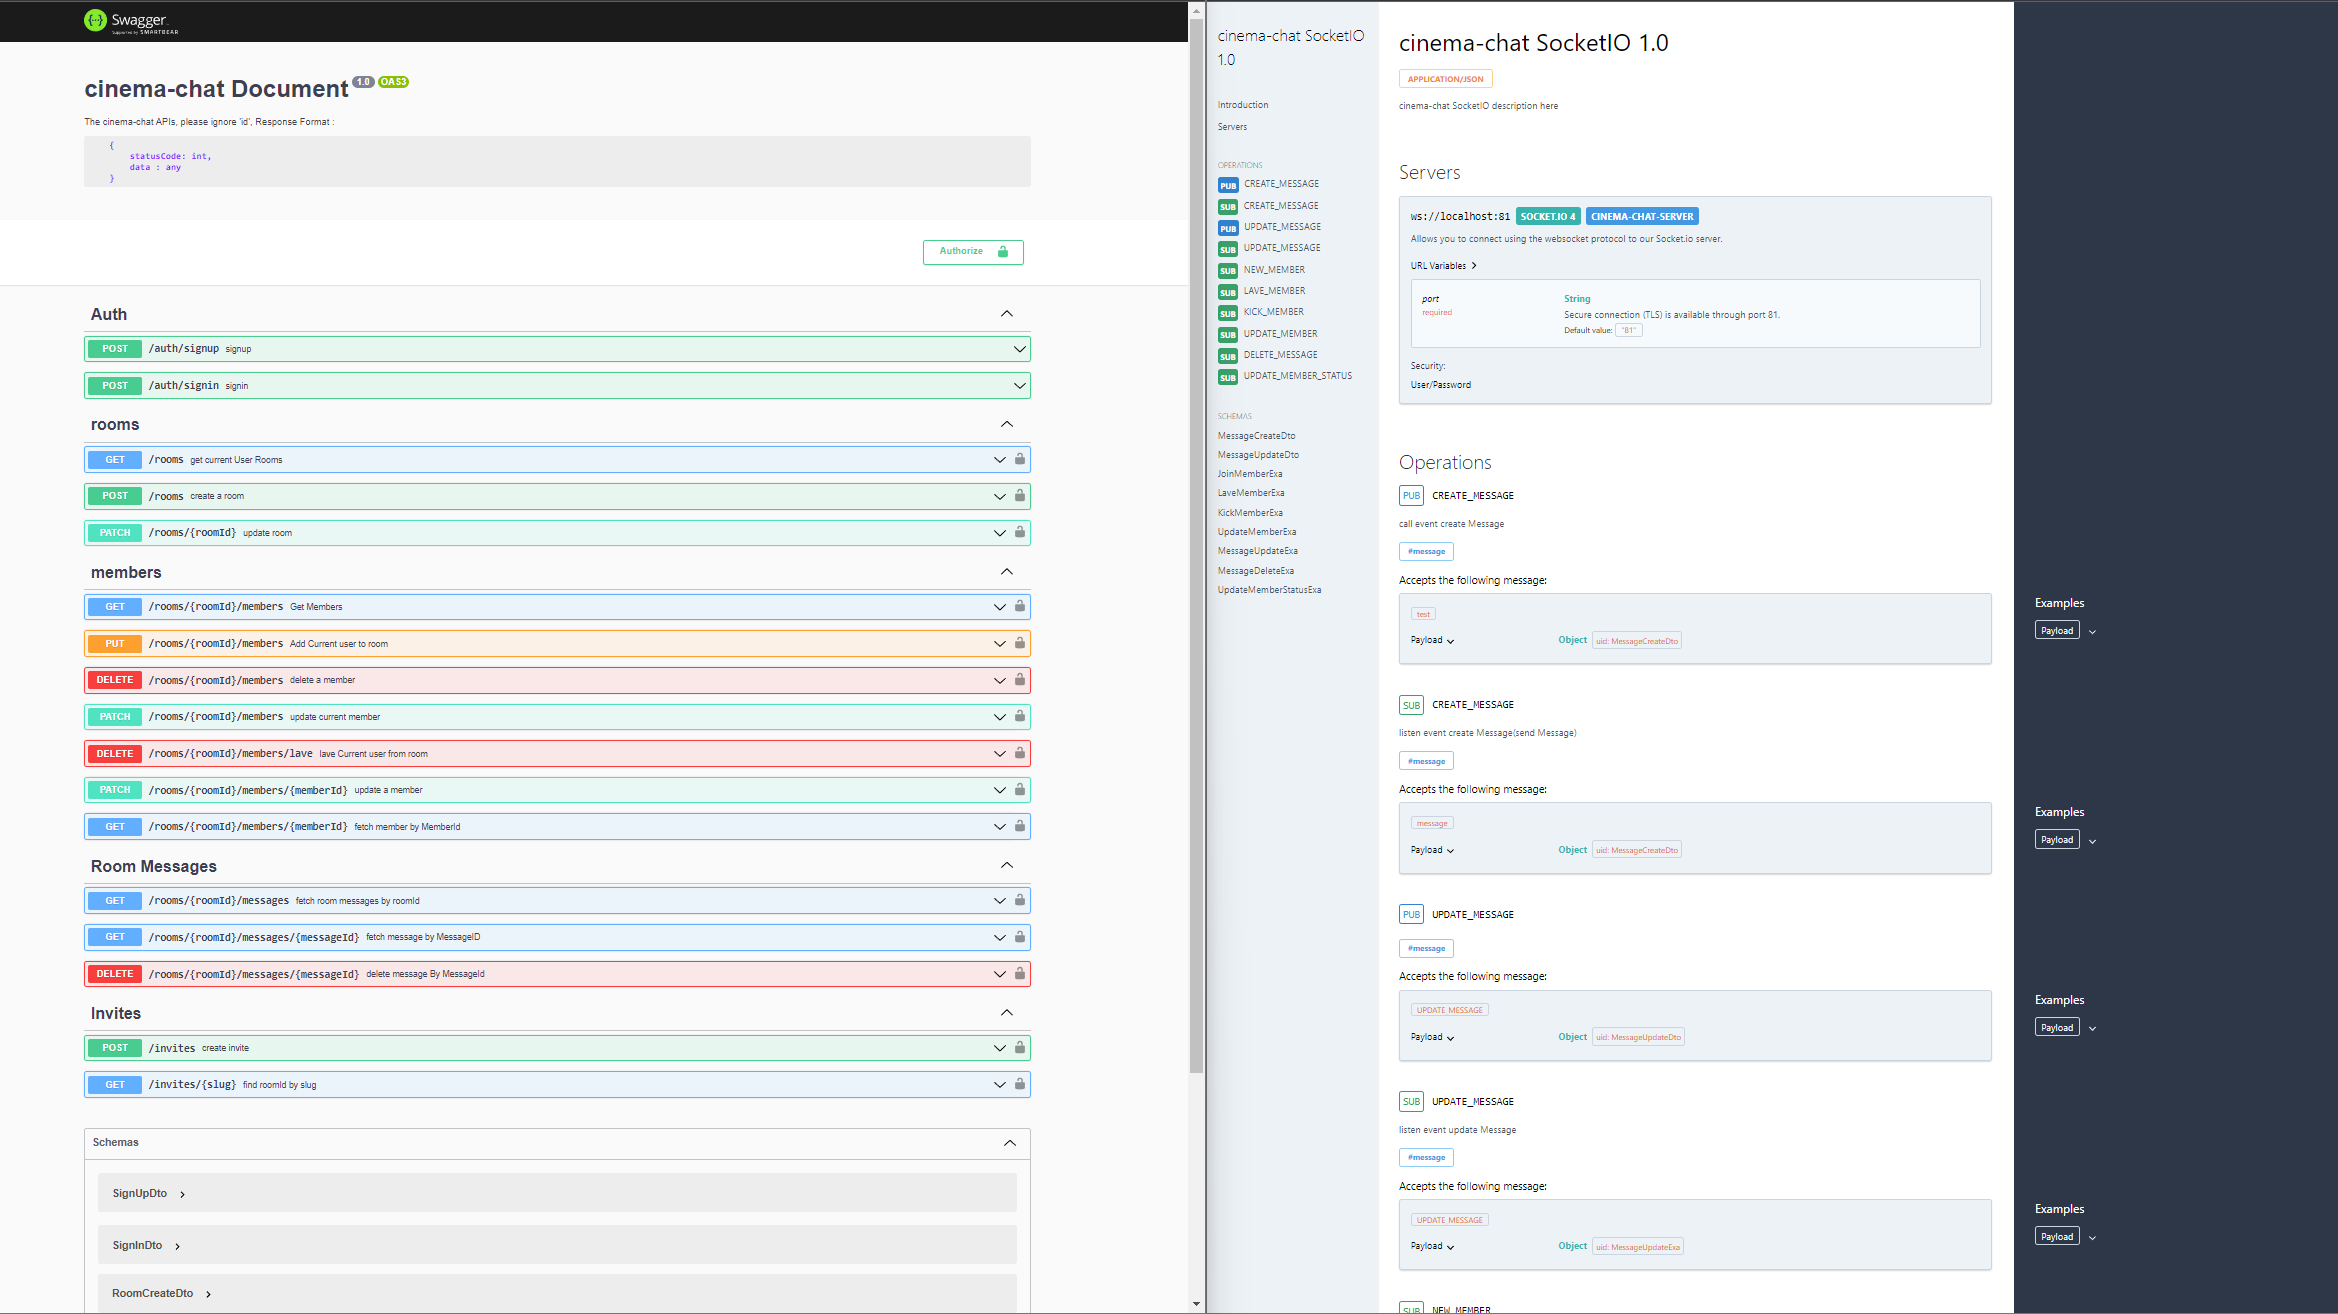 Swagger
Supported by SMARTBEAR
cinema-chat Document 1.0 OAS3
The cinema-chat APIs, please ignore 'id', Response Format :
{
statusCode: int,
data : any
}
Authorize
Auth
POST /auth/signup signup
POST /auth/signin signin
rooms
GET /rooms get current User Rooms
POST /rooms create a room
PATCH /rooms/{roomId} update room
members
GET /rooms/{roomId}/members Get Members
PUT /rooms/{roomId}/members Add Current user to room
DELETE /rooms/{roomId}/members delete a member
PATCH /rooms/{roomId}/members update current member
DELETE /rooms/{roomId}/members/lave lave Current user from room
PATCH /rooms/{roomId}/members/{memberId} update a member
GET /rooms/{roomId}/members/{memberId} fetch member by MemberId
Room Messages
GET /rooms/{roomId}/messages fetch room messages by roomId
GET /rooms/{roomId}/messages/{messageId} fetch message by MessageID
DELETE /rooms/{roomId}/messages/{messageId} delete message By MessageId
Invites
POST /invites create invite
GET /invites/{slug} find roomId by slug
Schemas
SignUpDto
SignInDto
RoomCreateDto
cinema-chat SocketIO
1.0
Introduction
Servers
OPERATIONS
PUB CREATE_MESSAGE
SUB CREATE_MESSAGE
PUB UPDATE_MESSAGE
SUB UPDATE_MESSAGE
SUB NEW_MEMBER
SUB LAVE_MEMBER
SUB KICK_MEMBER
SUB UPDATE_MEMBER
SUB DELETE_MESSAGE
SUB UPDATE_MEMBER_STATUS
SCHEMAS
MessageCreateDto
MessageUpdateDto
JoinMemberExa
LaveMemberExa
KickMemberExa
UpdateMemberExa
MessageUpdateExa
MessageDeleteExa
UpdateMemberStatusExa
cinema-chat SocketIO 1.0
APPLICATION/JSON
cinema-chat SocketIO description here
Servers
ws://localhost:81 SOCKET.IO 4 CINEMA-CHAT-SERVER
Allows you to connect using the websocket protocol to our Socket.io server.
URL Variables
port String
required Secure connection (TLS) is available through port 81.
Default value: "81"
Security:
User/Password
Operations
PUB CREATE_MESSAGE
call event create Message
#message
Accepts the following message:
test
Payload Object uid: MessageCreateDto
Examples
Payload
SUB CREATE_MESSAGE
listen event create Message(send Message)
#message
Accepts the following message:
message
Payload Object uid: MessageCreateDto
Examples
Payload
PUB UPDATE_MESSAGE
#message
Accepts the following message:
UPDATE_MESSAGE
Payload Object uid: MessageUpdateDto
Examples
Payload
SUB UPDATE_MESSAGE
listen event update Message
#message
Accepts the following message:
UPDATE_MESSAGE
Payload Object uid: MessageUpdateExa
Examples
Payload
SUB NEW_MEMBER